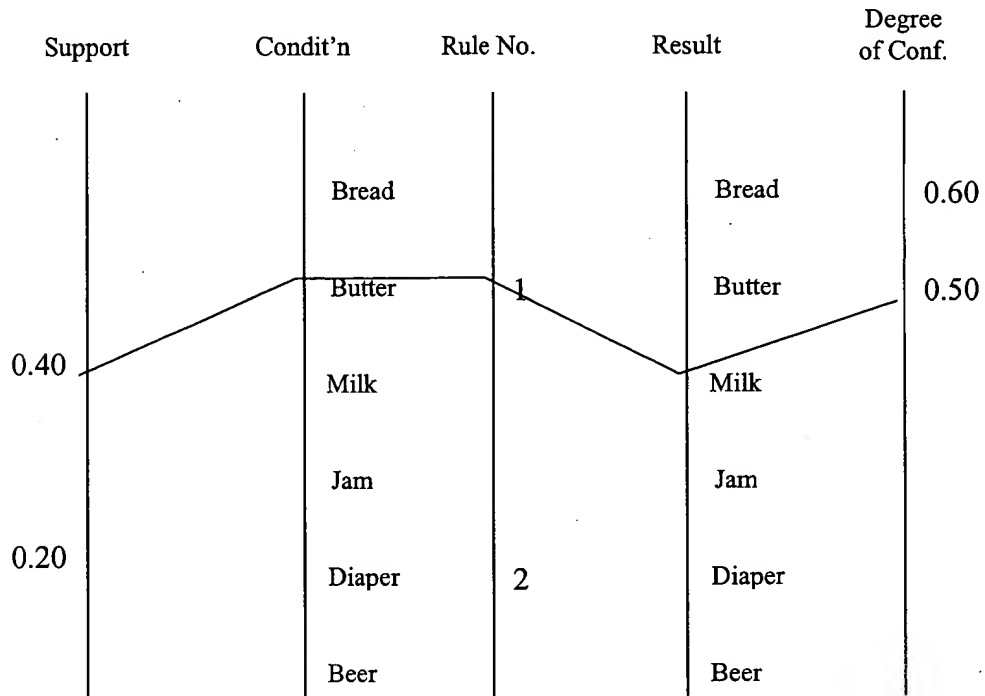 Support Condit'n Rule No. Result Degree
of Conf.
Bread Bread 0.60
Butter 1 Butter 0.50
0.40 Milk Milk
Jam Jam
0.20 Diaper 2 Diaper
Beer Beer